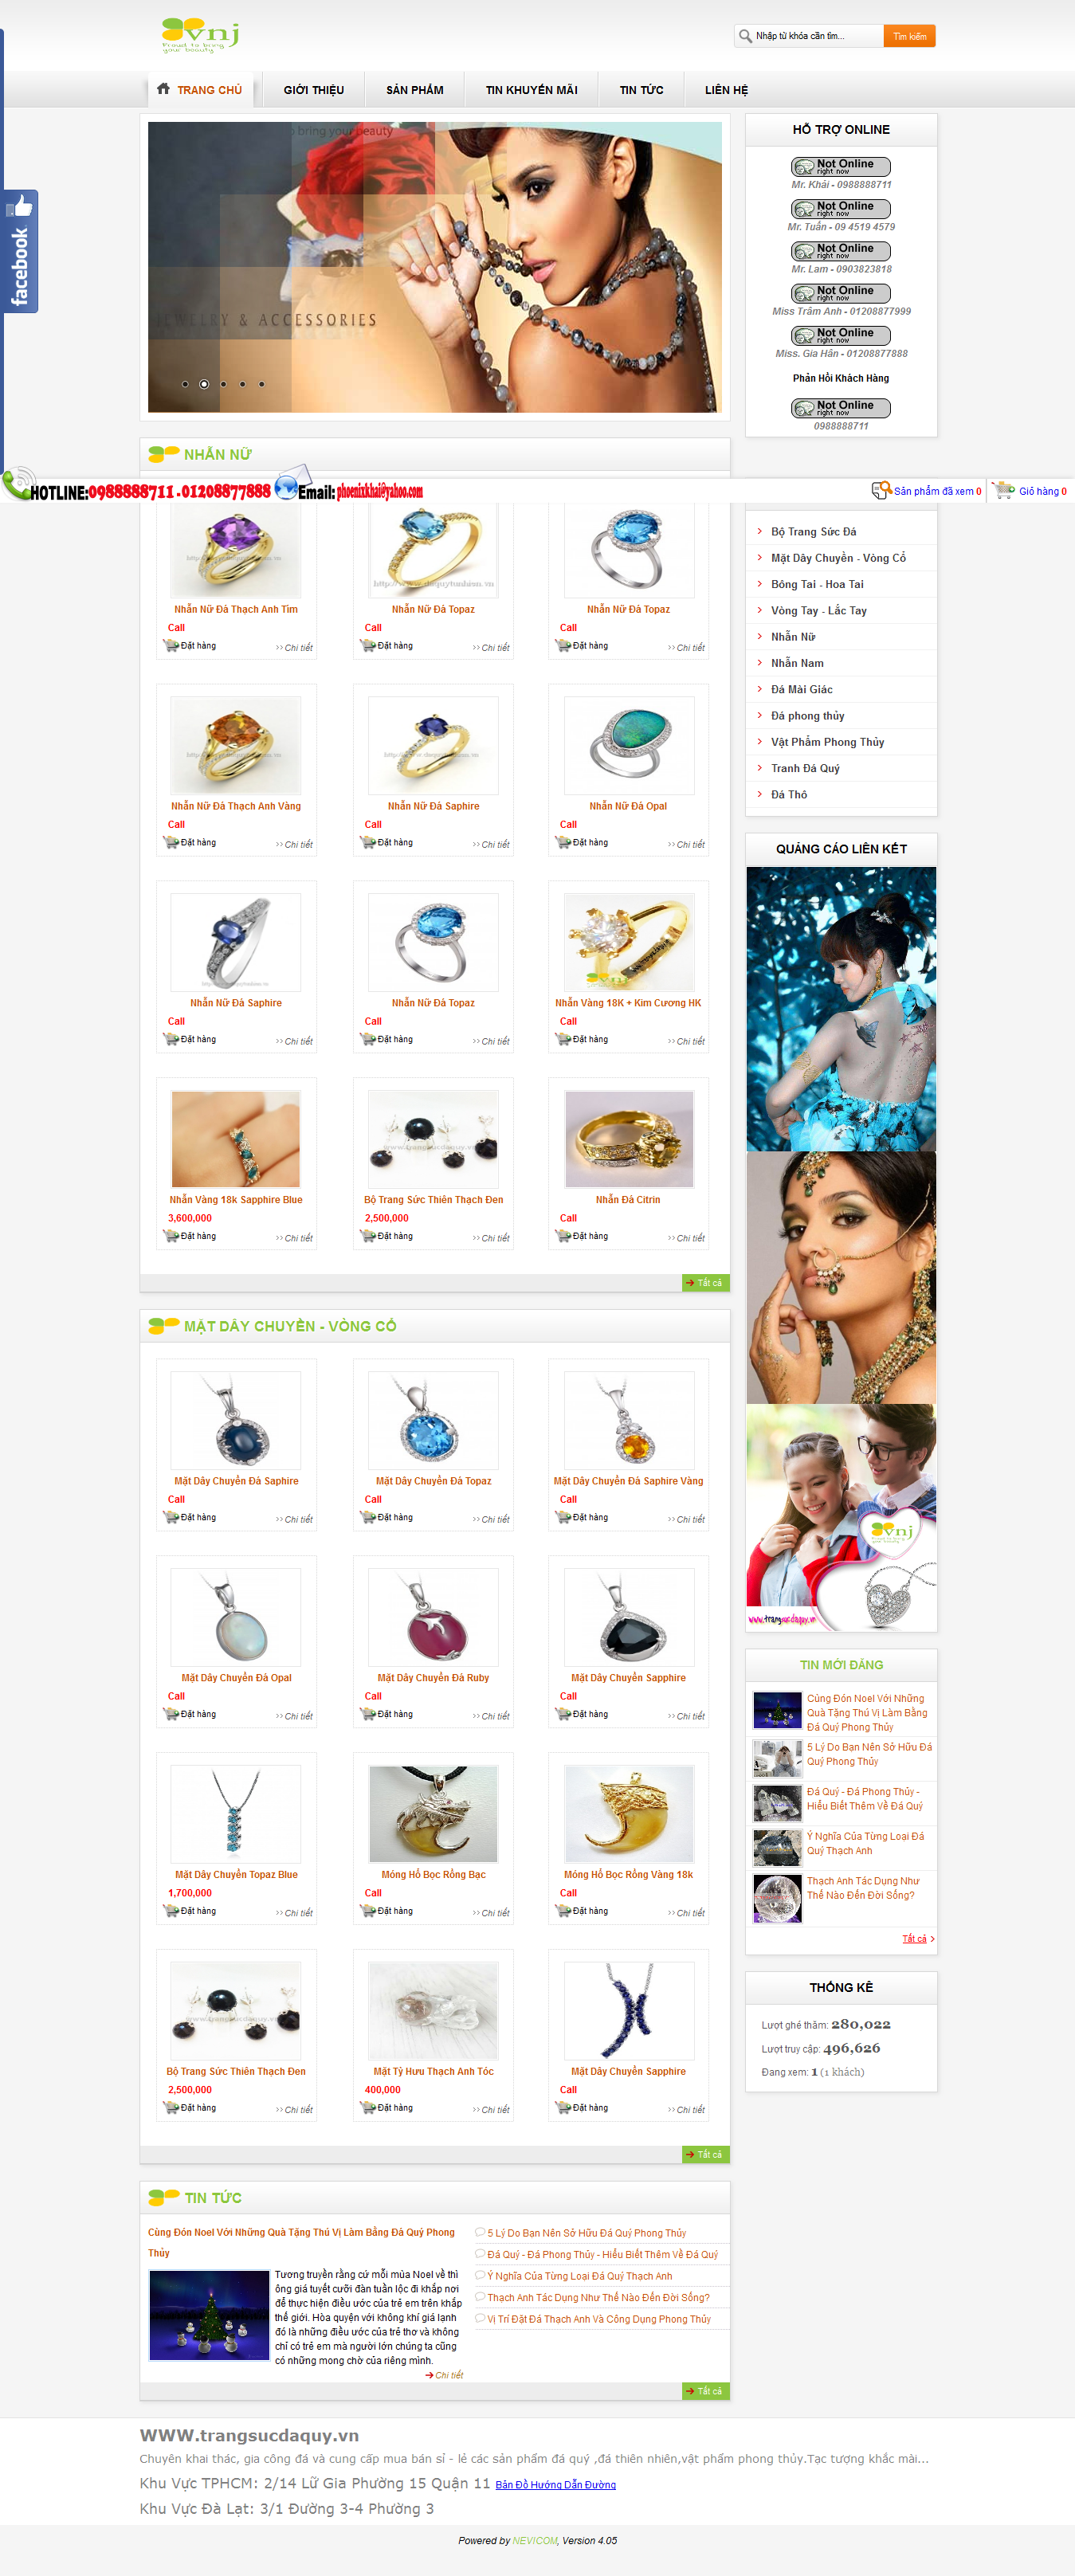 vnj
Proud to bring
your beauty
Nhập từ khóa cần tìm...
Tìm kiếm
TRANG CHỦ
GIỚI THIỆU
SẢN PHẨM
TIN KHUYẾN MÃI
TIN TỨC
LIÊN HỆ
to bring your beauty
JEWELRY & ACCESSORIES
facebook
HỖ TRỢ ONLINE
Not Online
right now
Mr. Khải - 0988888711
Not Online
right now
Mr. Tuấn - 09 4519 4579
Not Online
right now
Mr. Lam - 0903823818
Not Online
right now
Miss Trâm Anh - 01208877999
Not Online
right now
Miss. Gia Hân - 01208877888
Phản Hồi Khách Hàng
Not Online
right now
0988888711
NHẪN NỮ
HOTLINE:0988888711 - 01208877888
Email: phoenixkhai@yahoo.com
Sản phẩm đã xem 0
Giỏ hàng 0
Nhẫn Nữ Đá Thạch Anh Tím
Call
Đặt hàng
Chi tiết
Nhẫn Nữ Đá Topaz
Call
Đặt hàng
Chi tiết
Nhẫn Nữ Đá Topaz
Call
Đặt hàng
Chi tiết
Nhẫn Nữ Đá Thạch Anh Vàng
Call
Đặt hàng
Chi tiết
Nhẫn Nữ Đá Saphire
Call
Đặt hàng
Chi tiết
Nhẫn Nữ Đá Opal
Call
Đặt hàng
Chi tiết
Nhẫn Nữ Đá Saphire
Call
Đặt hàng
Chi tiết
Nhẫn Nữ Đá Topaz
Call
Đặt hàng
Chi tiết
Nhẫn Vàng 18K + Kim Cương HK
Call
Đặt hàng
Chi tiết
Nhẫn Vàng 18k Sapphire Blue
3,600,000
Đặt hàng
Chi tiết
Bộ Trang Sức Thiên Thạch Đen
2,500,000
Đặt hàng
Chi tiết
Nhẫn Đá Citrin
Call
Đặt hàng
Chi tiết
Tất cả
Bộ Trang Sức Đá
Mặt Dây Chuyền - Vòng Cổ
Bông Tai - Hoa Tai
Vòng Tay - Lắc Tay
Nhẫn Nữ
Nhẫn Nam
Đá Mài Giác
Đá phong thủy
Vật Phẩm Phong Thủy
Tranh Đá Quý
Đá Thô
QUẢNG CÁO LIÊN KẾT
vnj
www.trangsucdaquy.vn
MẶT DÂY CHUYỀN - VÒNG CỔ
Mặt Dây Chuyền Đá Saphire
Call
Đặt hàng
Chi tiết
Mặt Dây Chuyền Đá Topaz
Call
Đặt hàng
Chi tiết
Mặt Dây Chuyền Đá Saphire Vàng
Call
Đặt hàng
Chi tiết
Mặt Dây Chuyền Đá Opal
Call
Đặt hàng
Chi tiết
Mặt Dây Chuyền Đá Ruby
Call
Đặt hàng
Chi tiết
Mặt Dây Chuyền Sapphire
Call
Đặt hàng
Chi tiết
Mặt Dây Chuyền Topaz Blue
1,700,000
Đặt hàng
Chi tiết
Móng Hổ Bọc Rồng Bạc
Call
Đặt hàng
Chi tiết
Móng Hổ Bọc Rồng Vàng 18k
Call
Đặt hàng
Chi tiết
Bộ Trang Sức Thiên Thạch Đen
2,500,000
Đặt hàng
Chi tiết
Mặt Tỳ Hưu Thạch Anh Tóc
400,000
Đặt hàng
Chi tiết
Mặt Dây Chuyền Sapphire
Call
Đặt hàng
Chi tiết
Tất cả
TIN MỚI ĐĂNG
Cùng Đón Noel Với Những
Quà Tặng Thú Vị Làm Bằng
Đá Quý Phong Thủy
5 Lý Do Bạn Nên Sở Hữu Đá
Quý Phong Thủy
Đá Quý - Đá Phong Thủy -
Hiểu Biết Thêm Về Đá Quý
Ý Nghĩa Của Từng Loại Đá
Quý Thạch Anh
Thạch Anh Tác Dụng Như
Thế Nào Đến Đời Sống?
Tất cả
THỐNG KÊ
Lượt ghé thăm: 280,022
Lượt truy cập: 496,626
Đang xem: 1 (1 khách)
TIN TỨC
Cùng Đón Noel Với Những Quà Tặng Thú Vị Làm Bằng Đá Quý Phong
Thủy
Tương truyền rằng cứ mỗi mùa Noel về thì
ông giá tuyết cưỡi đàn tuần lộc đi khắp nơi
để thực hiện điều ước của trẻ em trên khắp
thế giới. Hòa quyện với không khí giá lạnh
đó là những điều ước của trẻ thơ và không
chỉ có trẻ em mà người lớn chúng ta cũng
có những mong chờ của riêng mình.
Chi tiết
5 Lý Do Bạn Nên Sở Hữu Đá Quý Phong Thủy
Đá Quý - Đá Phong Thủy - Hiểu Biết Thêm Về Đá Quý
Ý Nghĩa Của Từng Loại Đá Quý Thạch Anh
Thạch Anh Tác Dụng Như Thế Nào Đến Đời Sống?
Vị Trí Đặt Đá Thạch Anh Và Công Dụng Phong Thủy
Tất cả
WWW.trangsucdaquy.vn
Chuyên khai thác, gia công đá và cung cấp mua bán sỉ - lẻ các sản phẩm đá quý ,đá thiên nhiên,vật phẩm phong thủy.Tạc tượng khắc mài...
Khu Vực TPHCM: 2/14 Lữ Gia Phường 15 Quận 11 Bản Đồ Hướng Dẫn Đường
Khu Vực Đà Lạt: 3/1 Đường 3-4 Phường 3
Powered by NEVICOM, Version 4.05